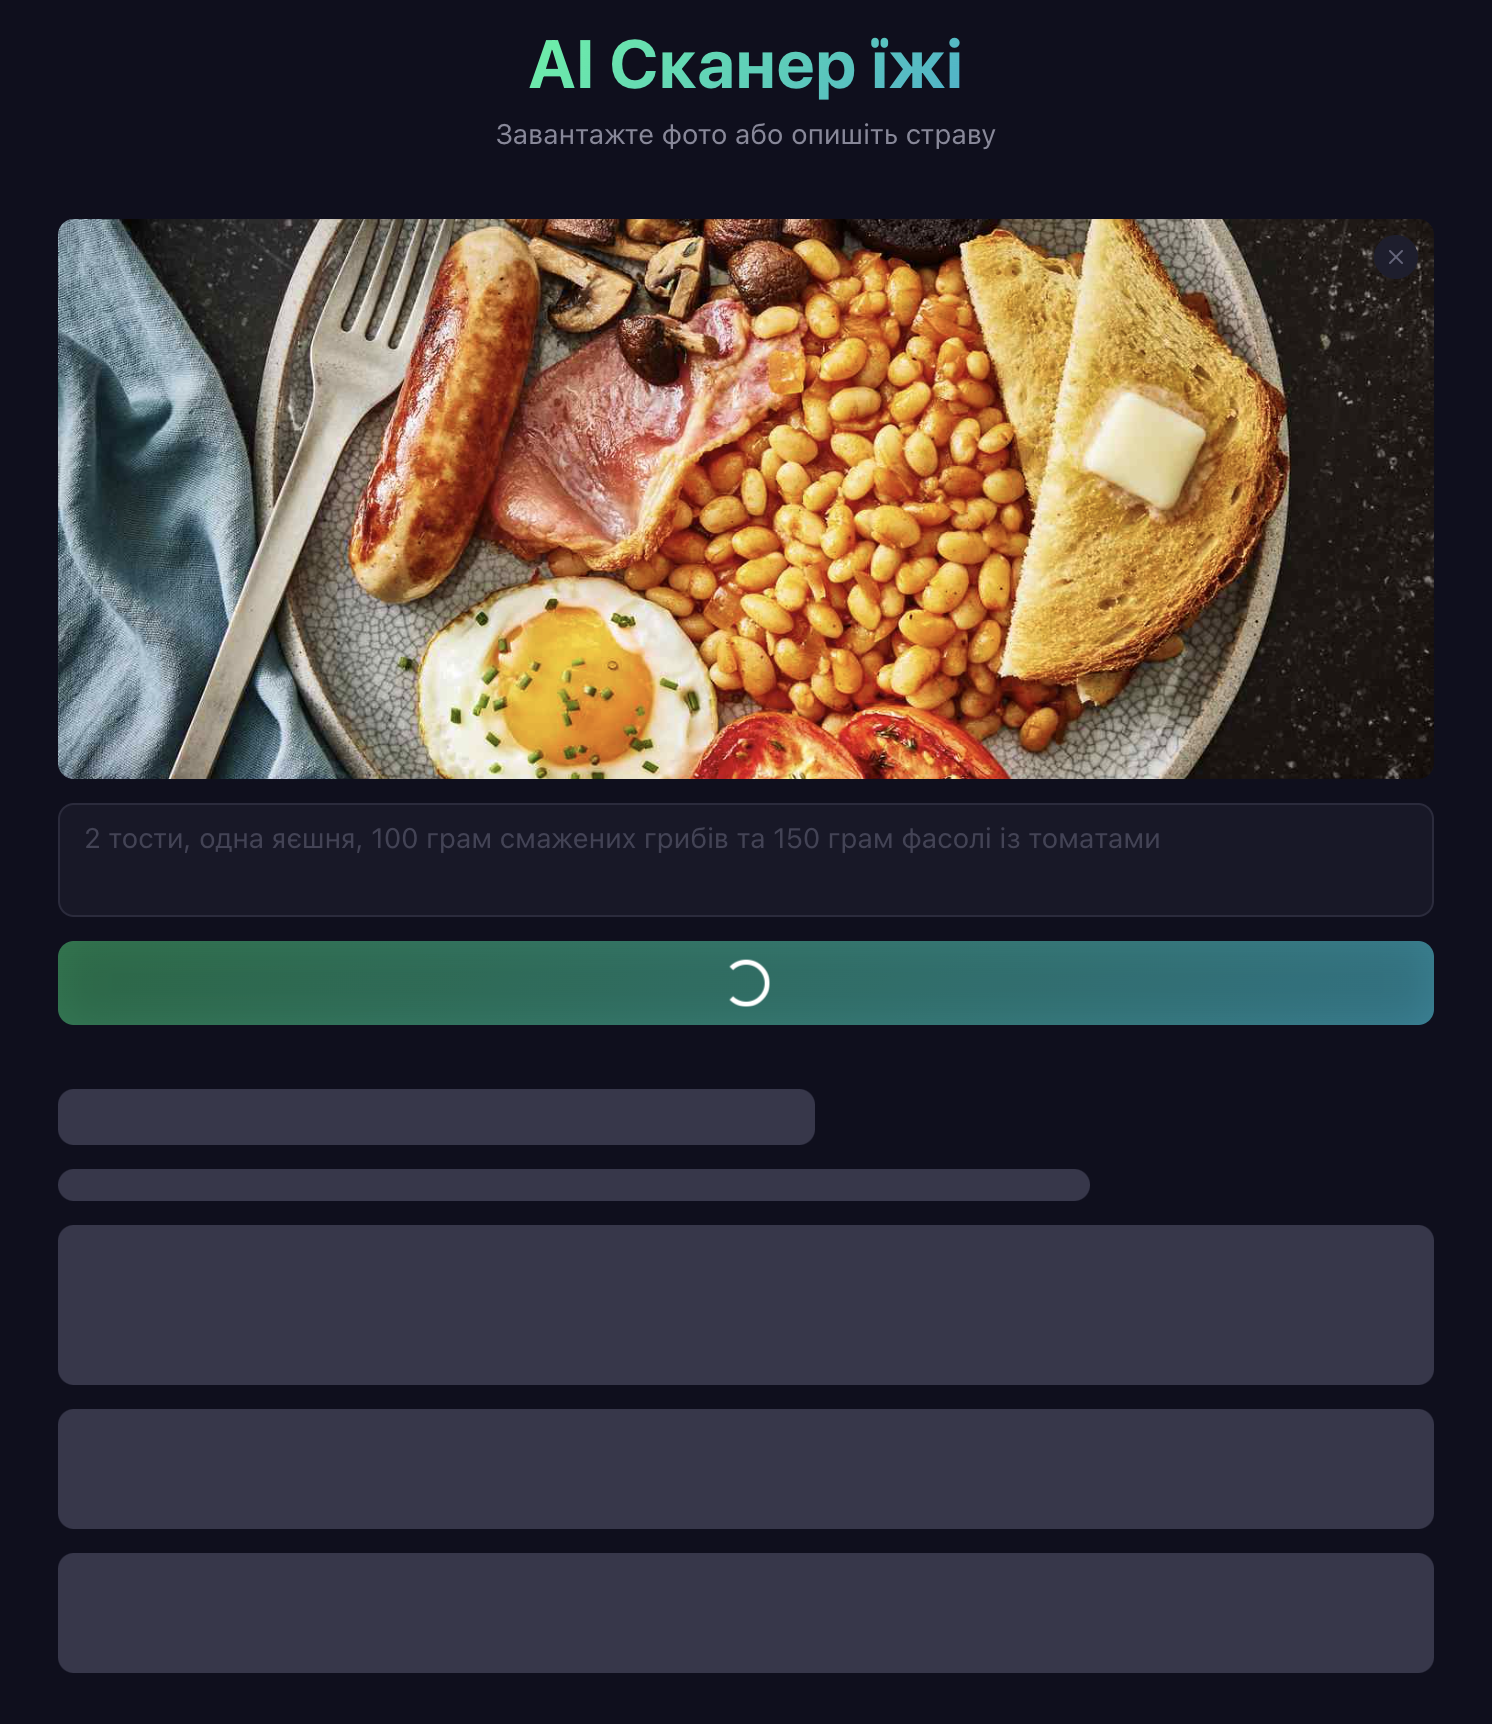 AI Сканер їжі
Завантажте фото або опишіть страву
2 тости, одна яєшня, 100 грам смажених грибів та 150 грам фасолі із томатами